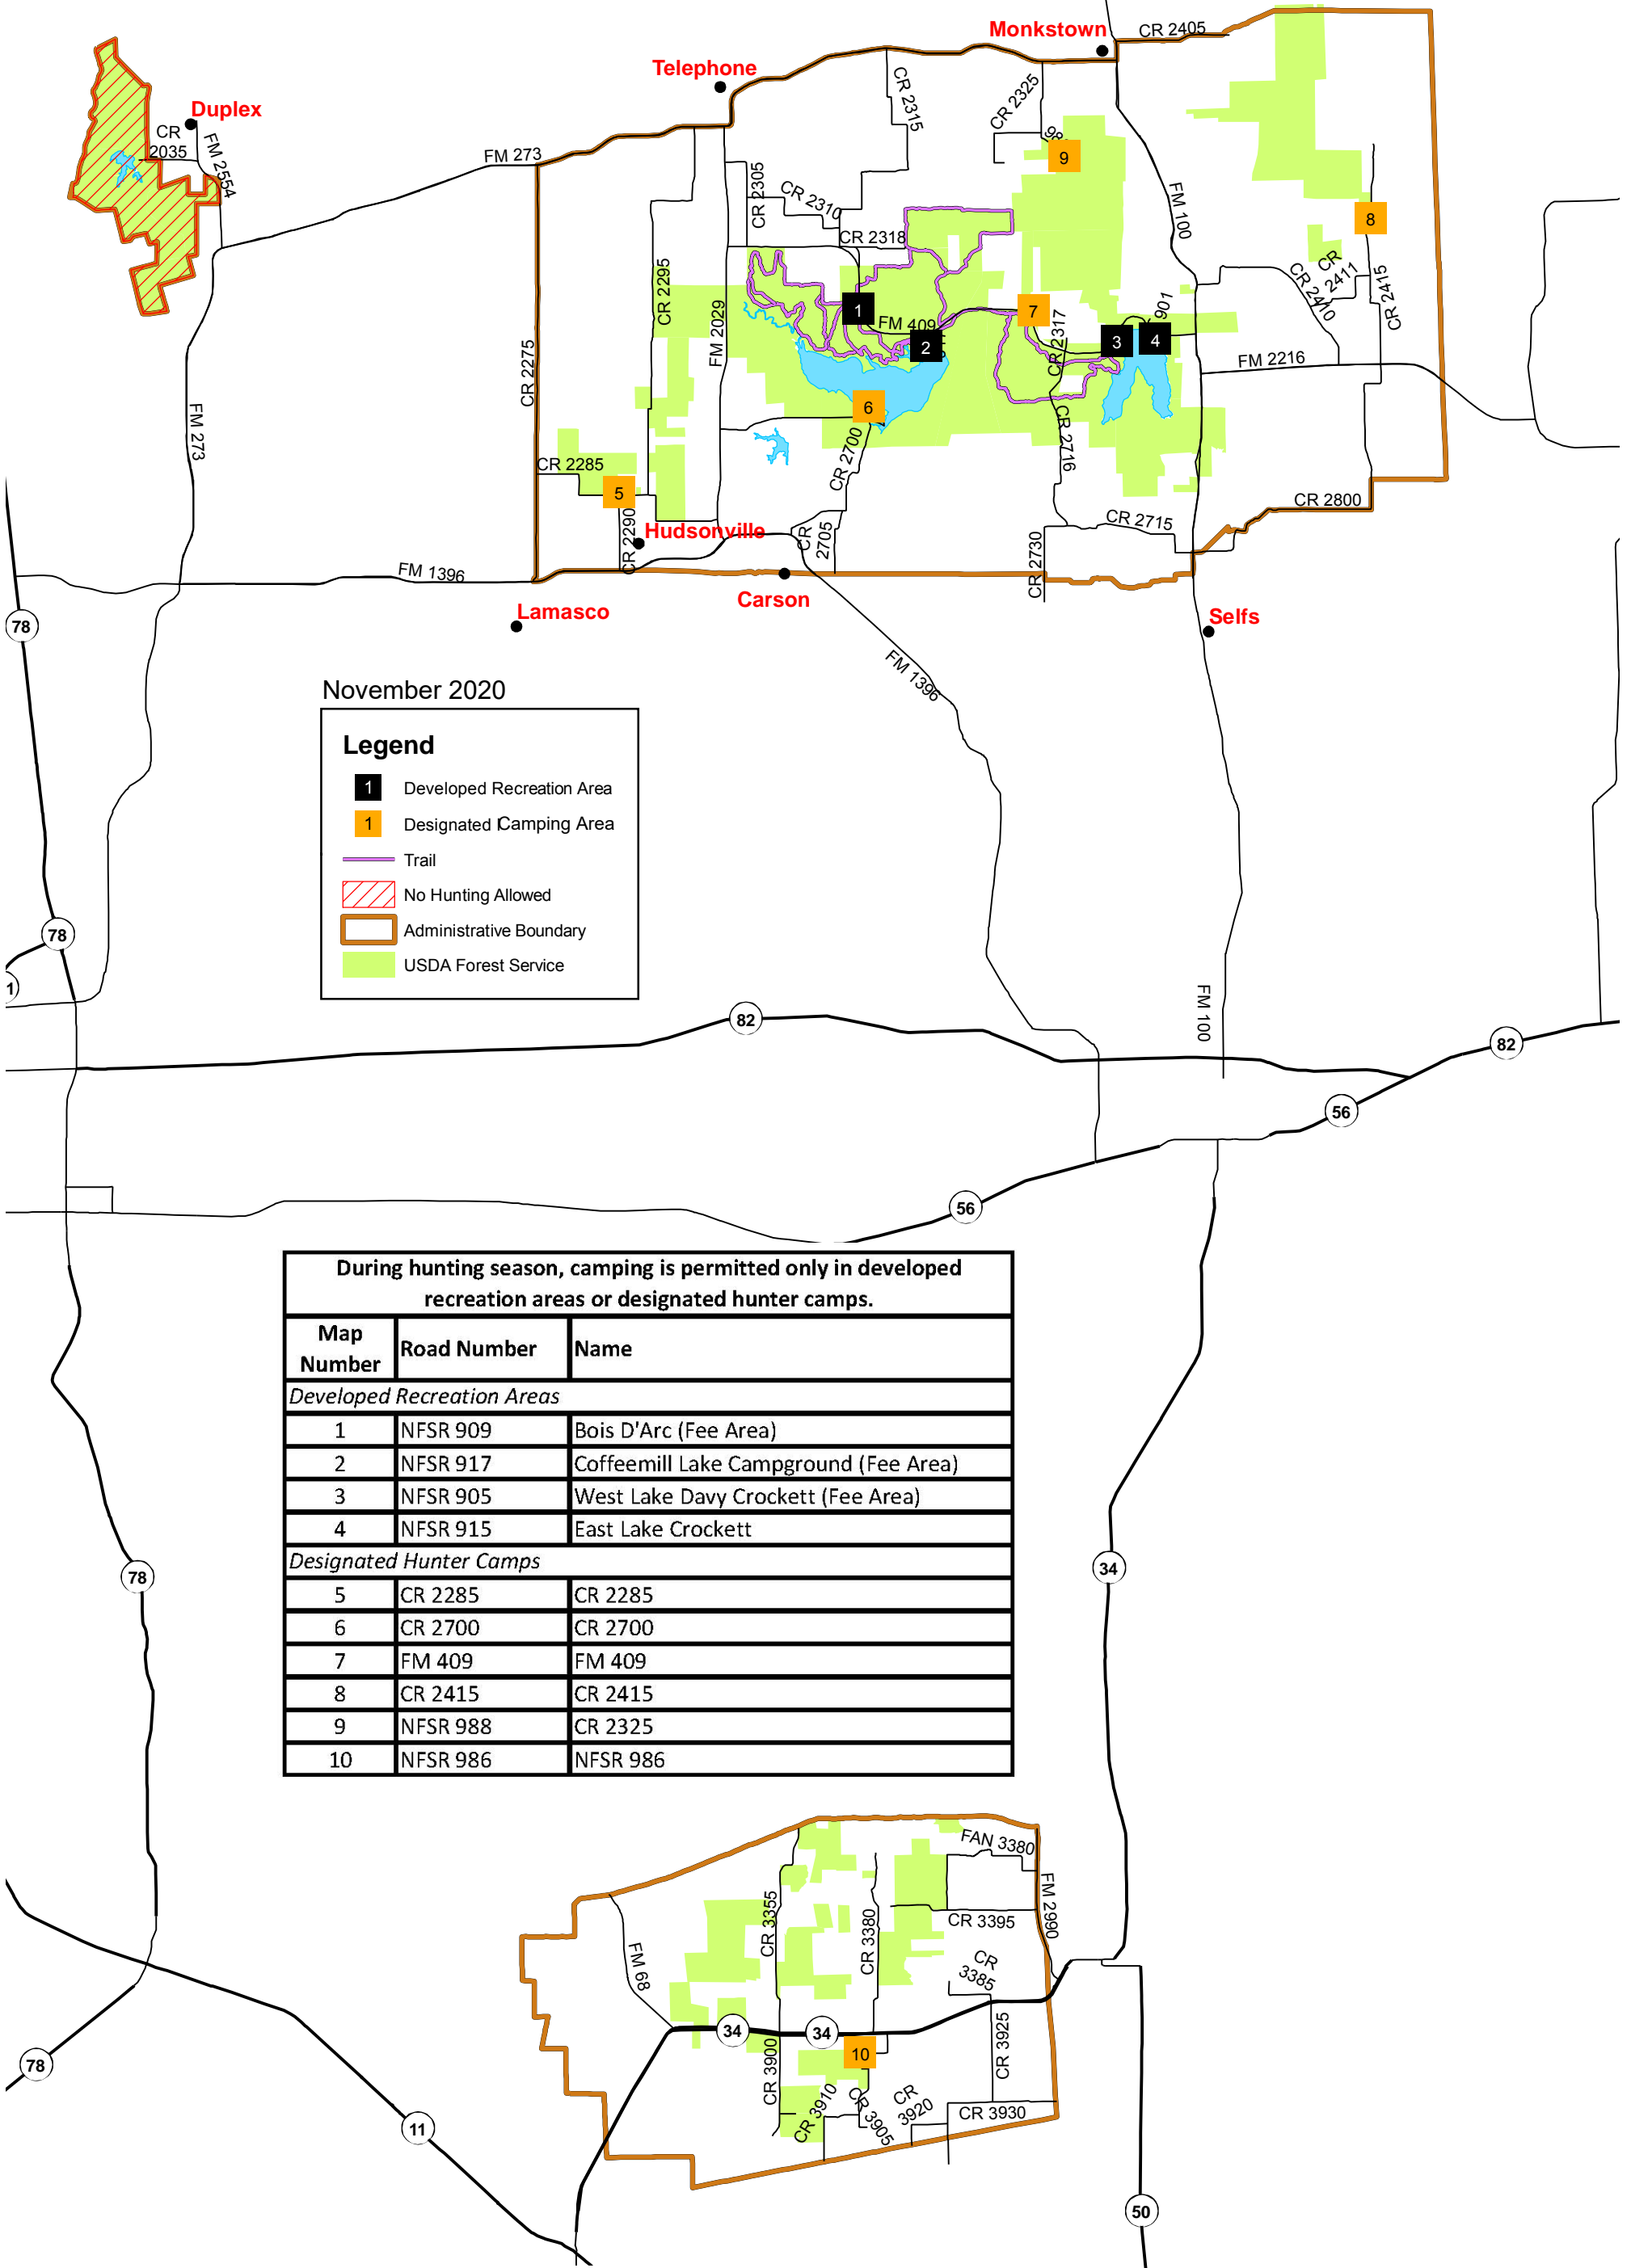 Monkstown
CR 2405
Telephone
CR 2315
CR 2325
Duplex
CR
2035
FM 2554
FM 273
98
9
CR 2305
CR 2310
CR 2318
FM 100
8
CR
2411
CR 2410
CR 2415
CR 2295
FM 2029
CR 2275
1
FM 409
2
7
CR 2317
901
3
4
FM 2216
FM 273
6
CR 2700
CR 2716
CR 2285
5
CR 2290
Hudsonville
CR
2705
CR 2715
CR 2800
CR 2730
FM 1396
Lamasco
Carson
Selfs
78
FM 1396
November 2020
Legend
1 Developed Recreation Area
1 Designated Camping Area
Trail
No Hunting Allowed
Administrative Boundary
USDA Forest Service
78
1
FM 100
82
82
56
56
During hunting season, camping is permitted only in developed
recreation areas or designated hunter camps.
Map
Number Road Number Name
Developed Recreation Areas
1 NFSR 909 Bois D'Arc (Fee Area)
2 NFSR 917 Coffeemill Lake Campground (Fee Area)
3 NFSR 905 West Lake Davy Crockett (Fee Area)
4 NFSR 915 East Lake Crockett
Designated Hunter Camps
5 CR 2285 CR 2285
6 CR 2700 CR 2700
7 FM 409 FM 409
8 CR 2415 CR 2415
9 NFSR 988 CR 2325
10 NFSR 986 NFSR 986
78
34
FAN 3380
CR 3355
CR 3380
CR 3395
FM 2990
FM 68
CR
3385
34
34
10
CR 3900
CR 3925
CR 3910
CR 3905
CR
3920
CR 3930
78
11
50